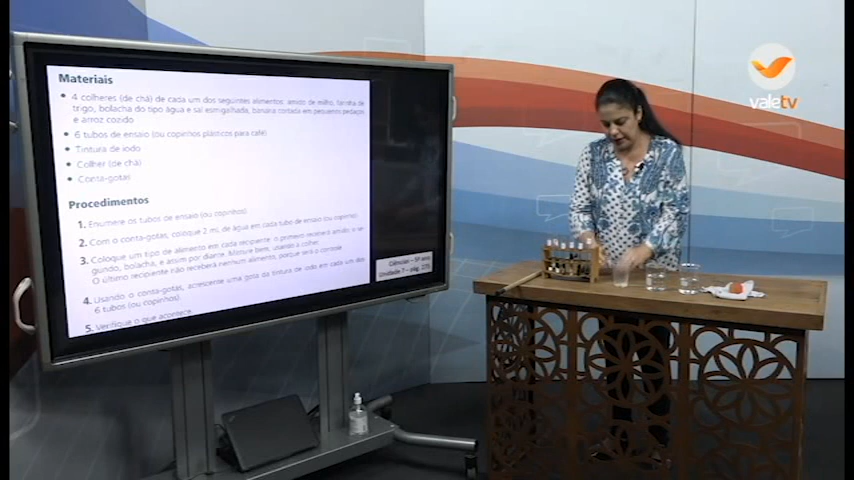 Materiais
• 4 colheres (de chá) de cada um dos seguintes alimentos: amido de milho, farinha de
trigo, bolacha do tipo água e sal esmigalhada, banana cortada em pequenos pedaços
e arroz cozido
• 6 tubos de ensaio (ou copinhos plásticos para café)
• Tintura de iodo
• Colher (de chá)
• Conta-gotas
Procedimentos
1. Enumere os tubos de ensaio (ou copinhos).
2. Com o conta-gotas, coloque 2 mL de água em cada tubo de ensaio (ou copinho).
3. Coloque um tipo de alimento em cada recipiente: o primeiro receberá amido; o se-
gundo, bolacha, e assim por diante. Misture bem, usando a colher.
O último recipiente não receberá nenhum alimento, porque será o controle.
4. Usando o conta-gotas, acrescente uma gota da tintura de iodo em cada um dos
6 tubos (ou copinhos).
5. Verifique o que acontece.
Ciências – 5º ano
Unidade 7 – pág.
valetv